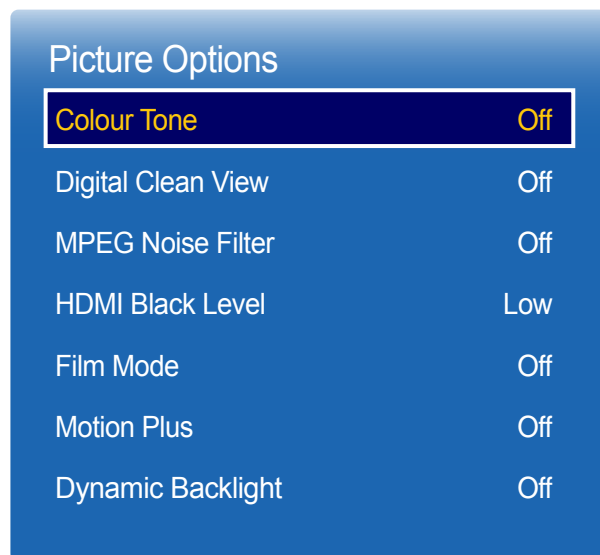 Picture Options
Colour Tone Off
Digital Clean View Off
MPEG Noise Filter Off
HDMI Black Level Low
Film Mode Off
Motion Plus Off
Dynamic Backlight Off